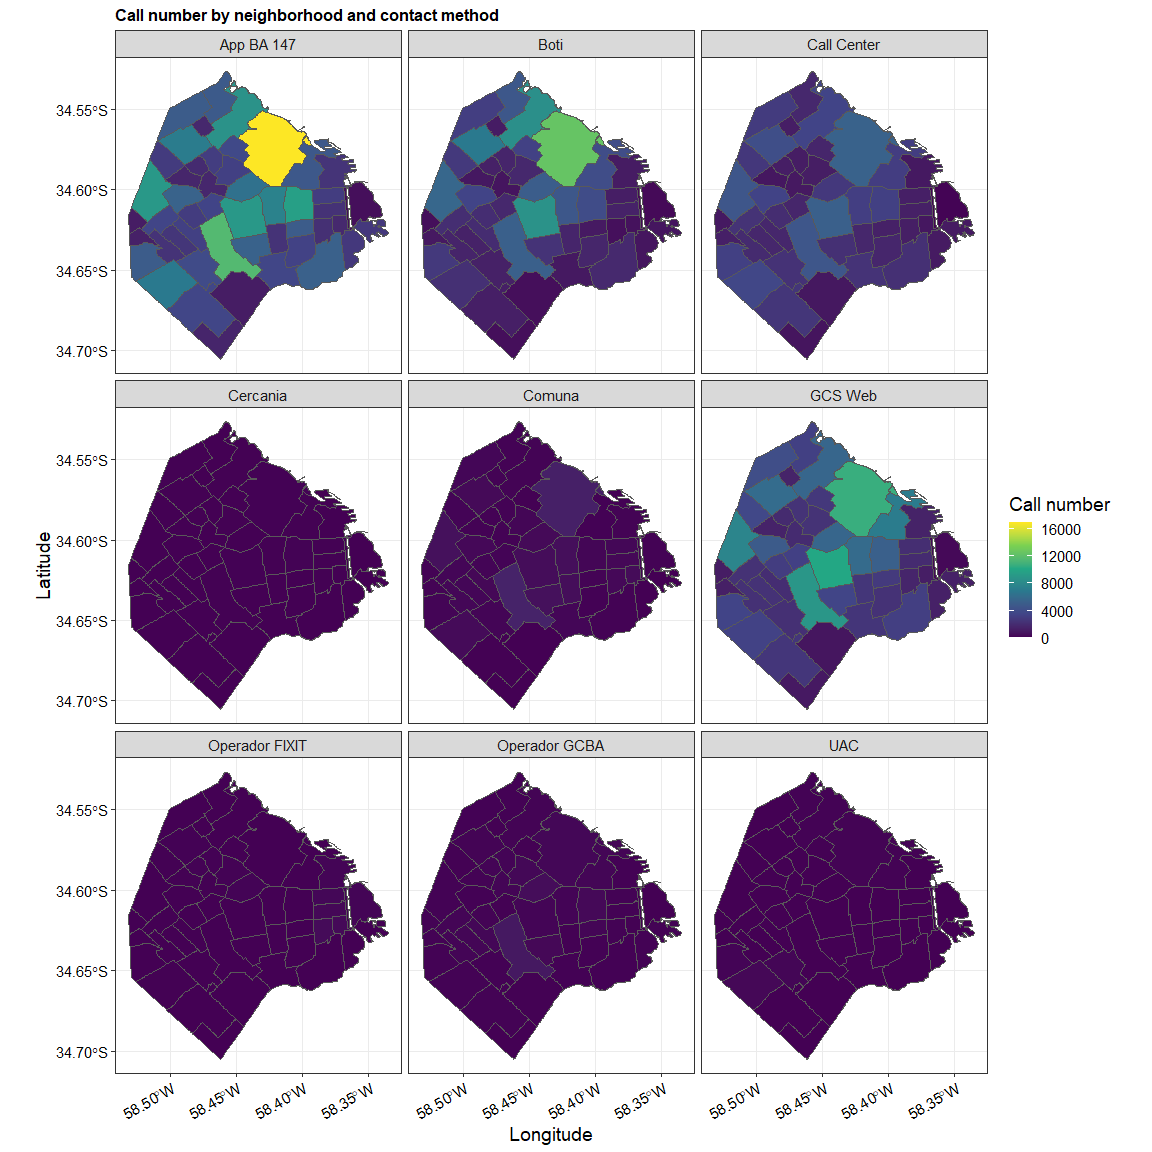 Call number by neighborhood and contact method
App BA 147
Boti
Call Center
34.55°S
34.60°S
34.65°S
34.70°S
Cercania
Comuna
GCS Web
34.55°S
34.60°S
34.65°S
34.70°S
Latitude
Call number
16000
12000
8000
4000
0
Operador FIXIT
Operador GCBA
UAC
34.55°S
34.60°S
34.65°S
34.70°S
58.50°W
58.45°W
58.40°W
58.35°W
58.50°W
58.45°W
58.40°W
58.35°W
58.50°W
58.45°W
58.40°W
58.35°W
Longitude